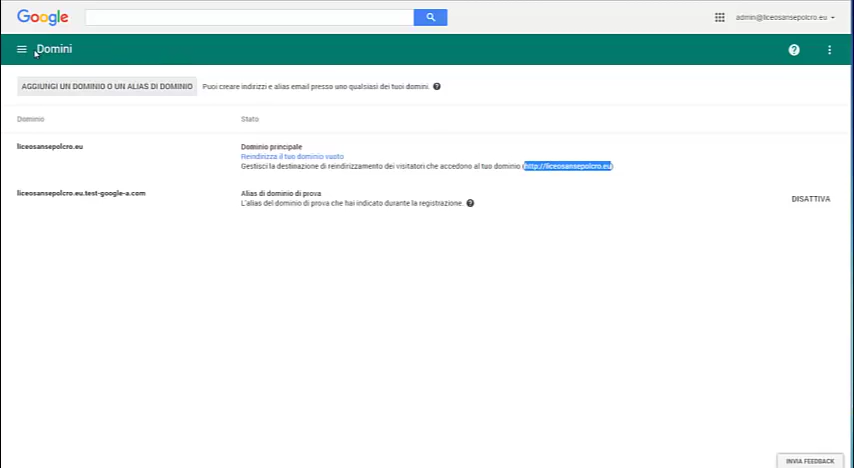 Google
admin@liceosansepolcro.eu
Domini
AGGIUNGI UN DOMINIO O UN ALIAS DI DOMINIO Puoi creare indirizzi e alias email presso uno qualsiasi dei tuoi domini.
Dominio Stato
liceosansepolcro.eu Dominio principale
Reindirizza il tuo dominio vuoto
Gestisci la destinazione di reindirizzamento dei visitatori che accedono al tuo dominio (http://liceosansepolcro.eu)
liceosansepolcro.eu.test-google-a.com Alias di dominio di prova
L'alias del dominio di prova che hai indicato durante la registrazione.
DISATTIVA
INVIA FEEDBACK